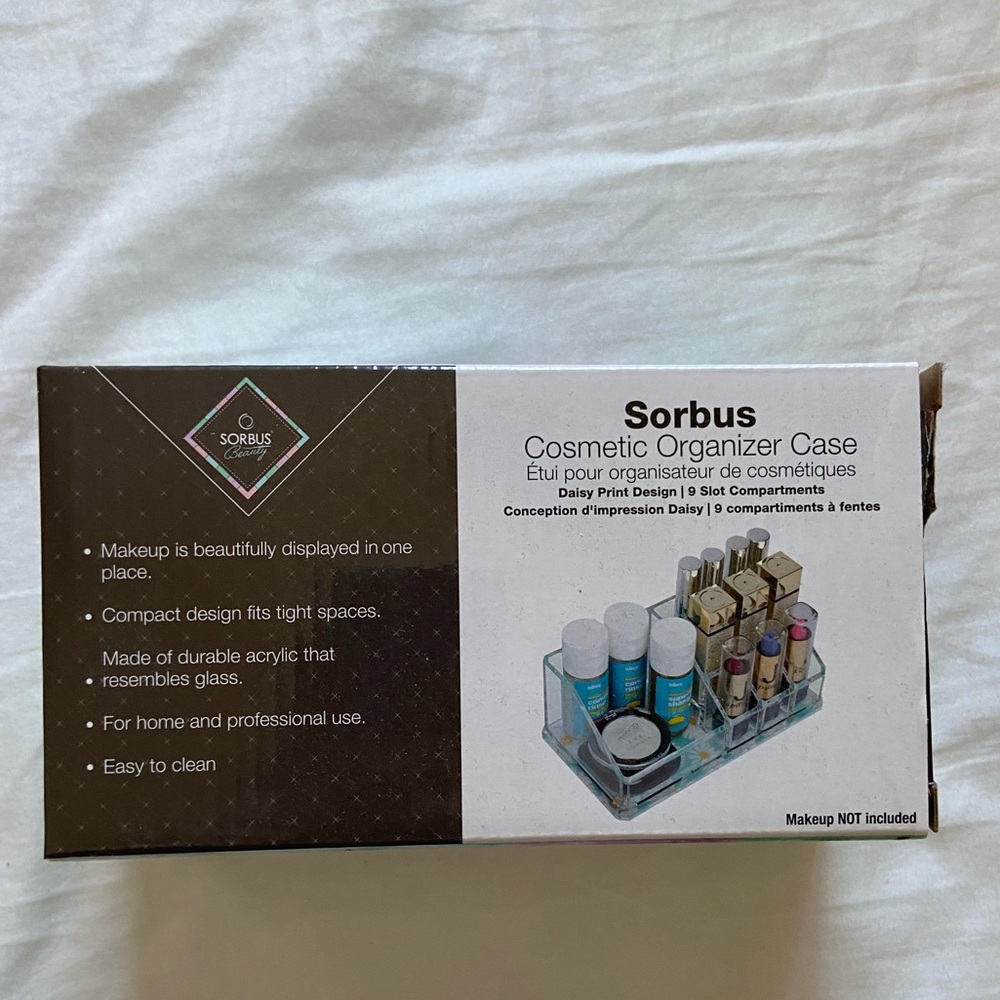 SORBUS
Beauty
• Makeup is beautifully displayed in one
place.
• Compact design fits tight spaces.
Made of durable acrylic that
• resembles glass.
• For home and professional use.
• Easy to clean
Sorbus
Cosmetic Organizer Case
Étui pour organisateur de cosmétiques
Daisy Print Design | 9 Slot Compartments
Conception d'impression Daisy | 9 compartiments à fentes
Makeup NOT included